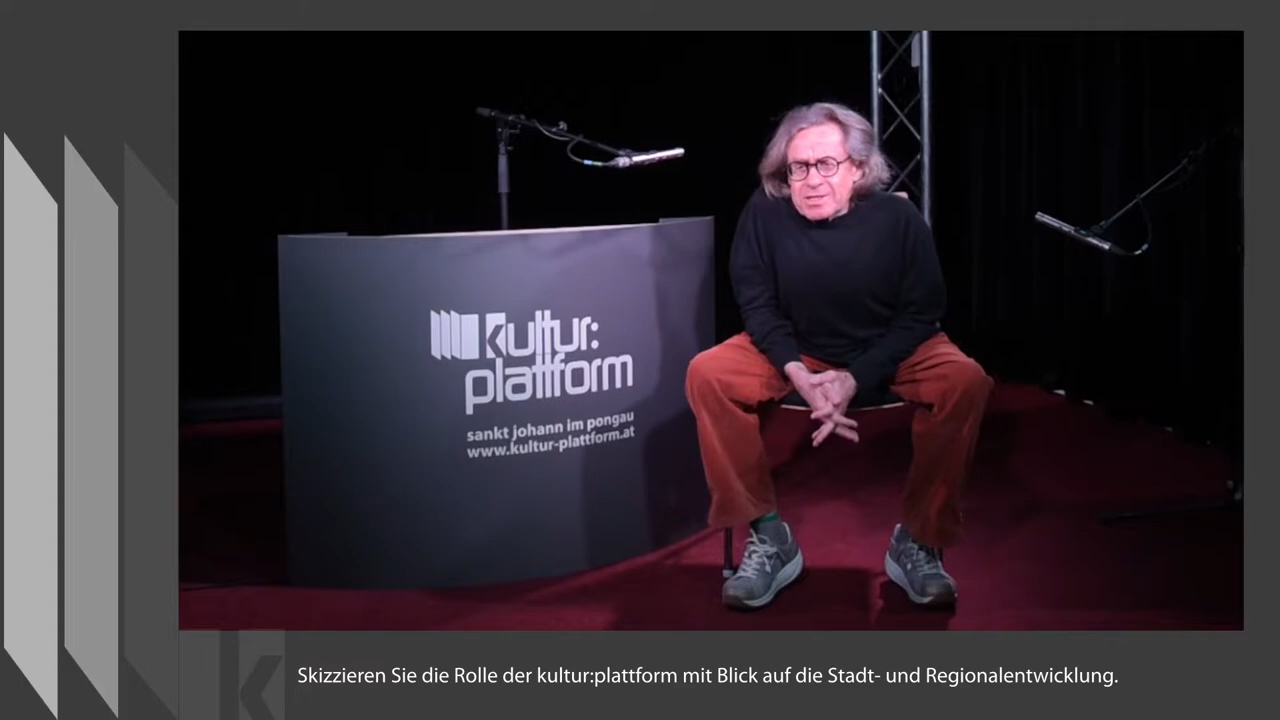 kultur:
plattform
sankt johann im pongau
www.kultur-plattform.at
Skizzieren Sie die Rolle der kultur:plattform mit Blick auf die Stadt- und Regionalentwicklung.